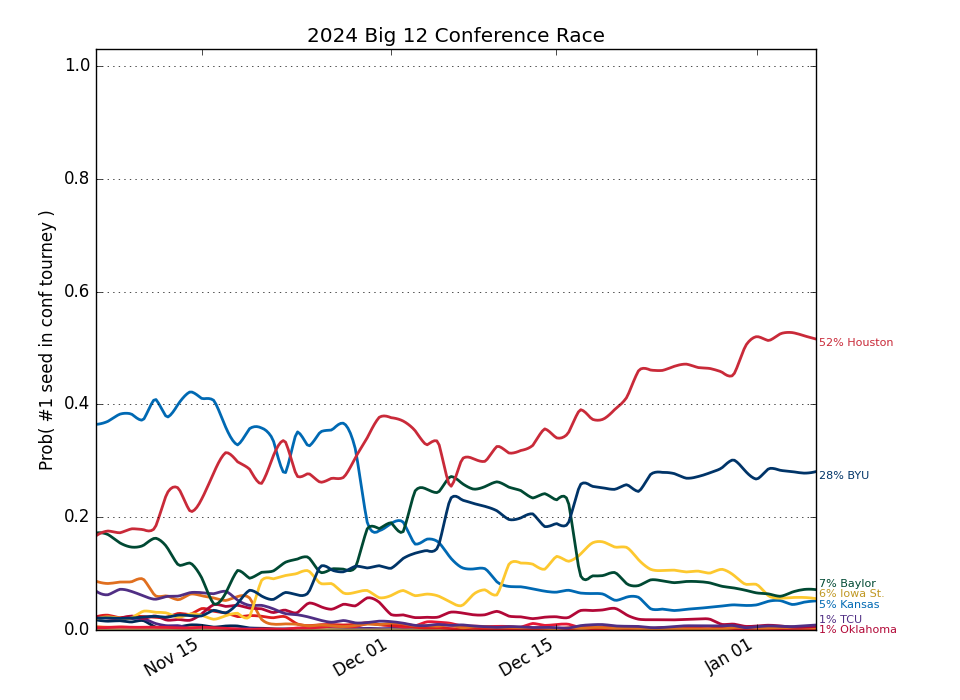 2024 Big 12 Conference Race
Prob( #1 seed in conf tourney )
1.0
0.8
0.6
0.4
0.2
0.0
Nov 15
Dec 01
Dec 15
Jan 01
52% Houston
28% BYU
7% Baylor
6% Iowa St.
5% Kansas
1% TCU
1% Oklahoma